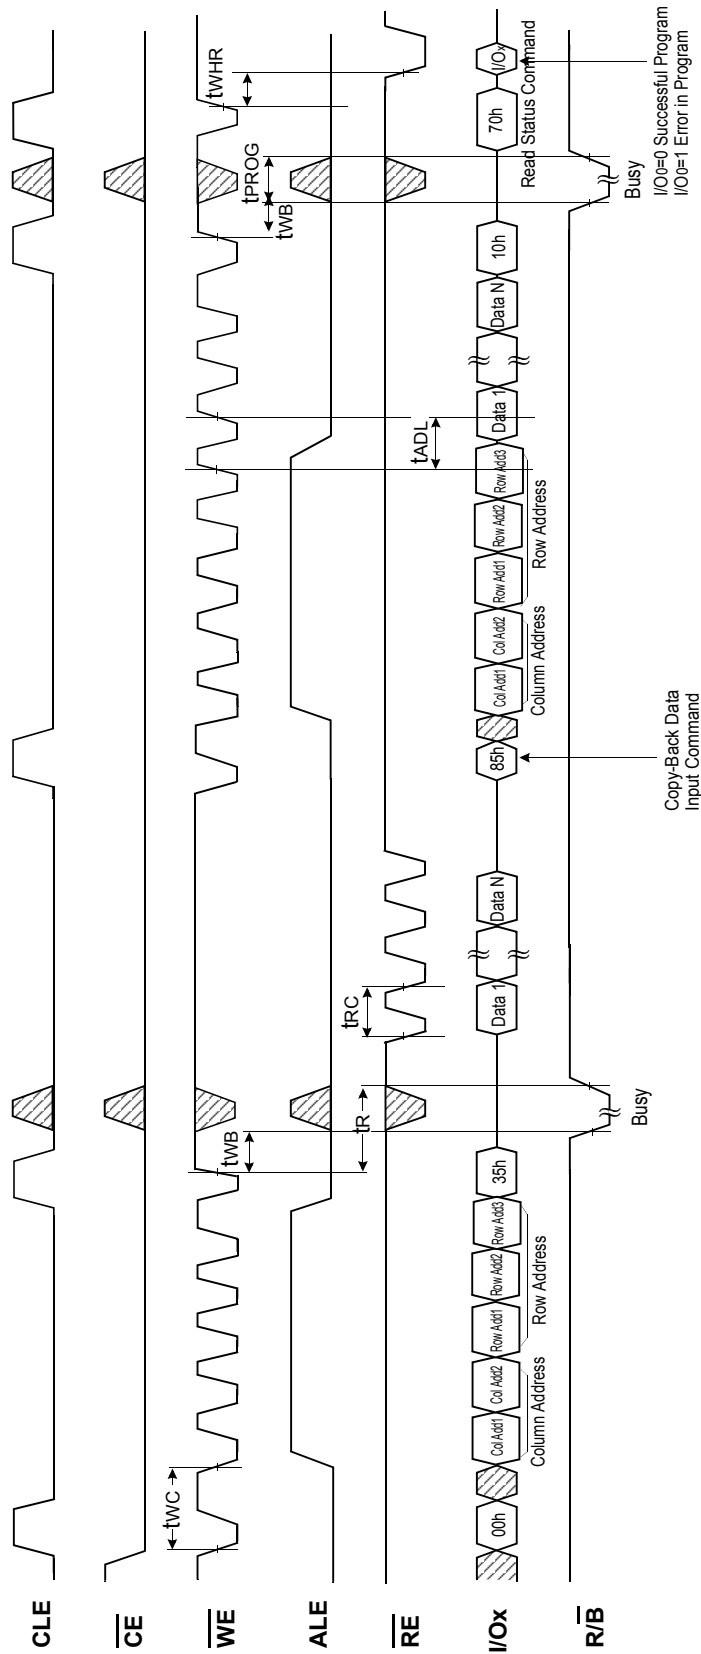 CLE
CE
WE
tWC
tWB
tWB
tPROG
tWHR
ALE
tR
tADL
RE
tRC
I/Ox
00h
Col Add1
Col Add2
Row Add1
Row Add2
Row Add3
35h
Data 1
Data N
85h
Col Add1
Col Add2
Row Add1
Row Add2
Row Add3
Data 1
Data N
10h
70h
I/Ox
Column Address
Row Address
Column Address
Row Address
Read Status Command
R/B
Busy
Busy
Copy-Back Data
Input Command
I/O0=0 Successful Program
I/O0=1 Error in Program